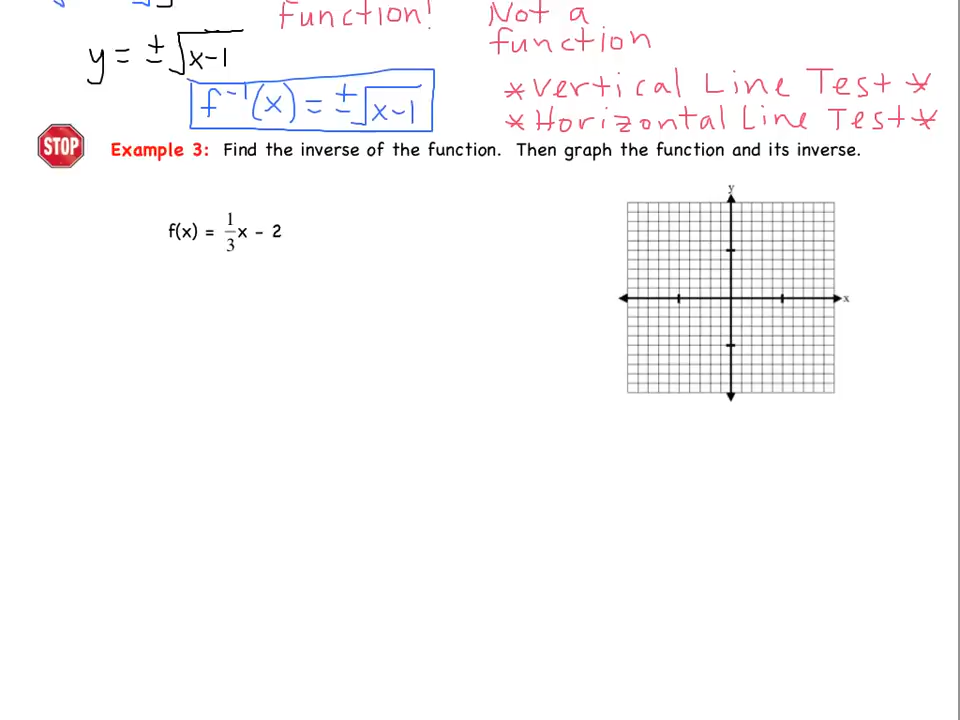 Function!
Not a
function
y = ± √x-1
f⁻¹(x) = ± √x-1
*Vertical Line Test*
*Horizontal Line Test*
STOP
Example 3: Find the inverse of the function. Then graph the function and its inverse.
y
f(x) = 1/3 x - 2
x